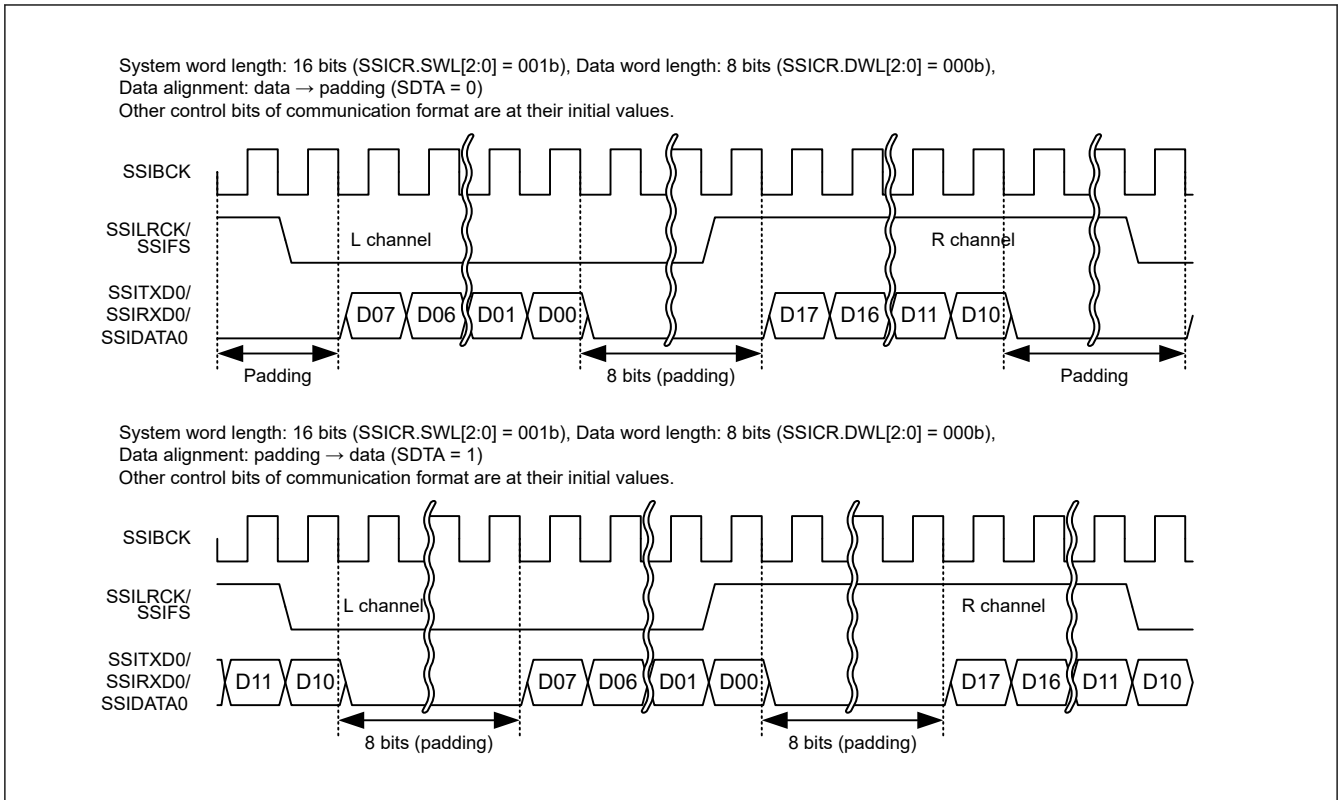 System word length: 16 bits (SSICR.SWL[2:0] = 001b), Data word length: 8 bits (SSICR.DWL[2:0] = 000b),
Data alignment: data → padding (SDTA = 0)
Other control bits of communication format are at their initial values.
SSIBCK
SSILRCK/
SSIFS
L channel
R channel
SSITXD0/
SSIRXD0/
SSIDATA0
D07 D06 D01 D00 D17 D16 D11 D10
Padding
8 bits (padding)
Padding
System word length: 16 bits (SSICR.SWL[2:0] = 001b), Data word length: 8 bits (SSICR.DWL[2:0] = 000b),
Data alignment: padding → data (SDTA = 1)
Other control bits of communication format are at their initial values.
SSIBCK
SSILRCK/
SSIFS
L channel
R channel
SSITXD0/
SSIRXD0/
SSIDATA0
D11 D10 D07 D06 D01 D00 D17 D16 D11 D10
8 bits (padding)
8 bits (padding)